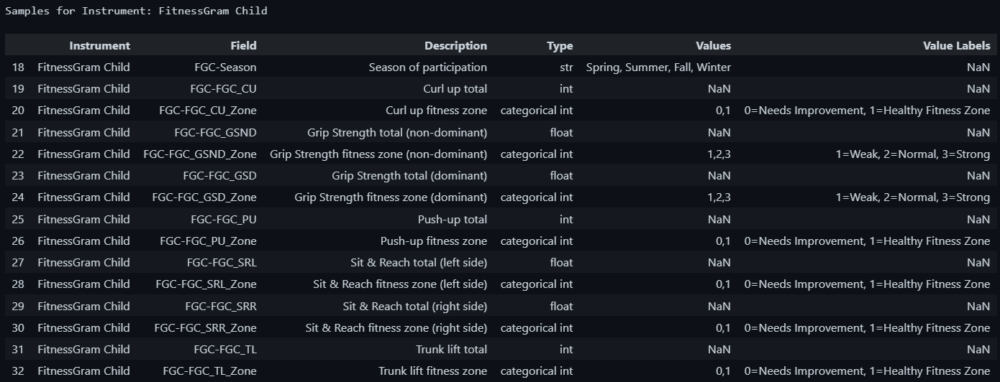 Samples for Instrument: FitnessGram Child
Instrument Field Description Type Values Value Labels
18 FitnessGram Child FGC-Season Season of participation str Spring, Summer, Fall, Winter NaN
19 FitnessGram Child FGC-FGC_CU Curl up total int NaN NaN
20 FitnessGram Child FGC-FGC_CU_Zone Curl up fitness zone categorical int 0,1 0=Needs Improvement, 1=Healthy Fitness Zone
21 FitnessGram Child FGC-FGC_GSND Grip Strength total (non-dominant) float NaN NaN
22 FitnessGram Child FGC-FGC_GSND_Zone Grip Strength fitness zone (non-dominant) categorical int 1,2,3 1=Weak, 2=Normal, 3=Strong
23 FitnessGram Child FGC-FGC_GSD Grip Strength total (dominant) float NaN NaN
24 FitnessGram Child FGC-FGC_GSD_Zone Grip Strength fitness zone (dominant) categorical int 1,2,3 1=Weak, 2=Normal, 3=Strong
25 FitnessGram Child FGC-FGC_PU Push-up total int NaN NaN
26 FitnessGram Child FGC-FGC_PU_Zone Push-up fitness zone categorical int 0,1 0=Needs Improvement, 1=Healthy Fitness Zone
27 FitnessGram Child FGC-FGC_SRL Sit & Reach total (left side) float NaN NaN
28 FitnessGram Child FGC-FGC_SRL_Zone Sit & Reach fitness zone (left side) categorical int 0,1 0=Needs Improvement, 1=Healthy Fitness Zone
29 FitnessGram Child FGC-FGC_SRR Sit & Reach total (right side) float NaN NaN
30 FitnessGram Child FGC-FGC_SRR_Zone Sit & Reach fitness zone (right side) categorical int 0,1 0=Needs Improvement, 1=Healthy Fitness Zone
31 FitnessGram Child FGC-FGC_TL Trunk lift total int NaN NaN
32 FitnessGram Child FGC-FGC_TL_Zone Trunk lift fitness zone categorical int 0,1 0=Needs Improvement, 1=Healthy Fitness Zone